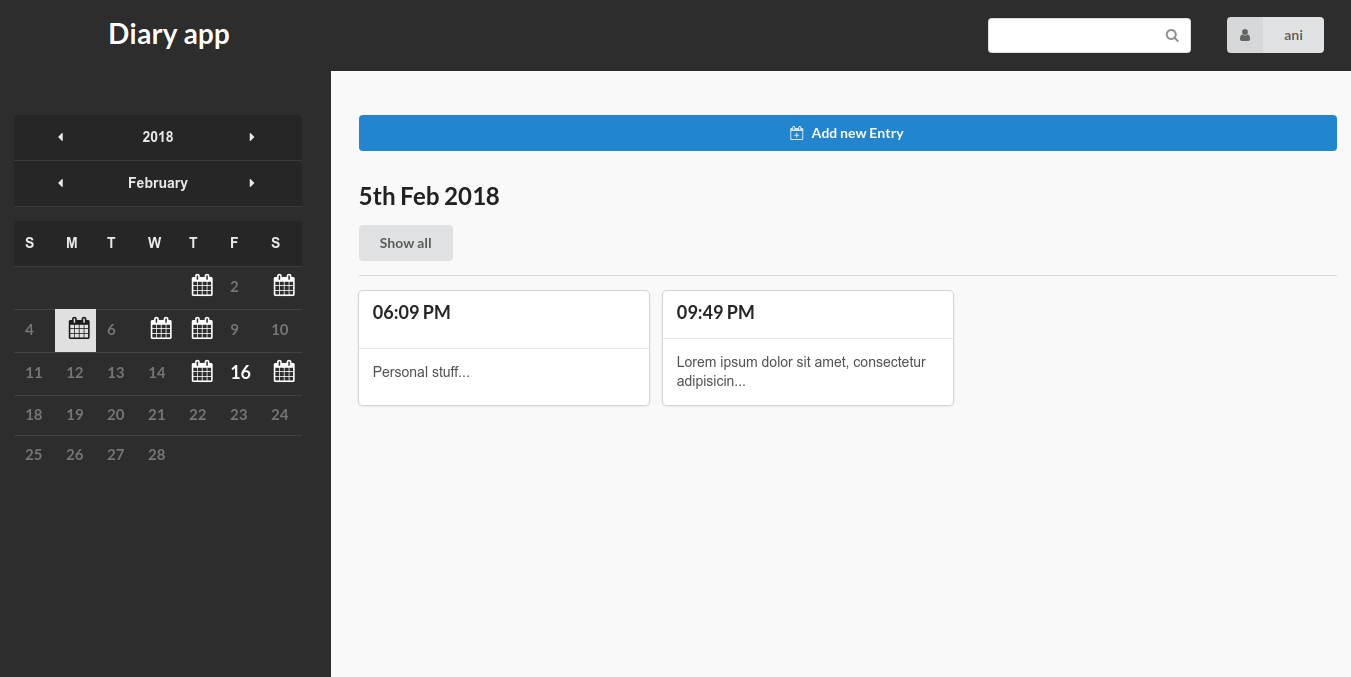 Diary app
ani
2018
February
S M T W T F S
2
4 6 9 10
11 12 13 14 16
18 19 20 21 22 23 24
25 26 27 28
Add new Entry
5th Feb 2018
Show all
06:09 PM
Personal stuff...
09:49 PM
Lorem ipsum dolor sit amet, consectetur
adipisicin...